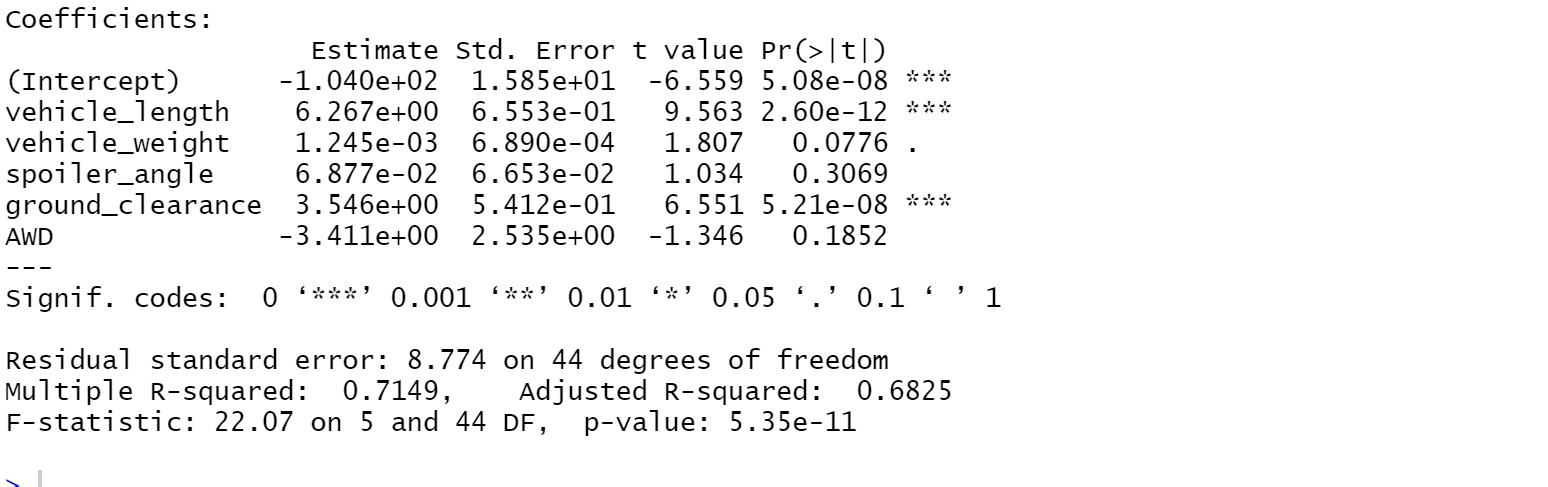 Coefficients:
                   Estimate Std. Error t value Pr(>|t|)
(Intercept)      -1.040e+02  1.585e+01  -6.559 5.08e-08 ***
vehicle_length    6.267e+00  6.553e-01   9.563 2.60e-12 ***
vehicle_weight    1.245e-03  6.890e-04   1.807   0.0776 .
spoiler_angle     6.877e-02  6.653e-02   1.034   0.3069
ground_clearance  3.546e+00  5.412e-01   6.551 5.21e-08 ***
AWD              -3.411e+00  2.535e+00  -1.346   0.1852
---
Signif. codes:  0 ‘***’ 0.001 ‘**’ 0.01 ‘*’ 0.05 ‘.’ 0.1 ‘ ’ 1
Residual standard error: 8.774 on 44 degrees of freedom
Multiple R-squared:  0.7149,    Adjusted R-squared:  0.6825
F-statistic: 22.07 on 5 and 44 DF,  p-value: 5.35e-11
>